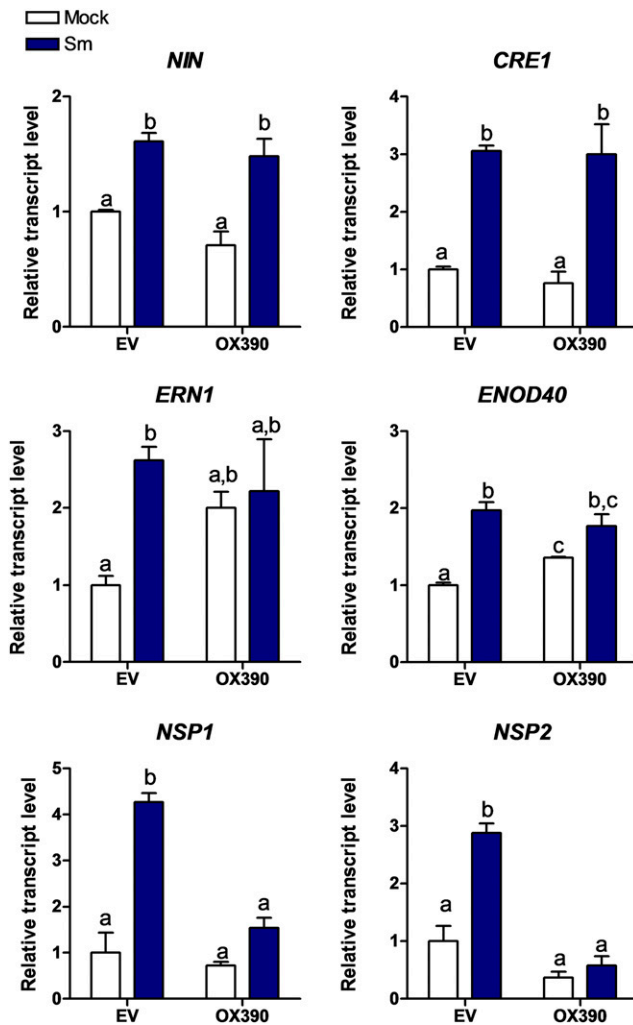 Mock
Sm
NIN
CRE1
Relative transcript level
2
1
0
a
b
a
b
EV
OX390
Relative transcript level
4
3
2
1
0
a
b
a
b
EV
OX390
ERN1
ENOD40
Relative transcript level
3
2
1
0
a
b
a,b
a,b
EV
OX390
Relative transcript level
3
2
1
0
a
b
c
b,c
EV
OX390
NSP1
NSP2
Relative transcript level
5
4
3
2
1
0
a
b
a
a
EV
OX390
Relative transcript level
4
3
2
1
0
a
b
a
a
EV
OX390